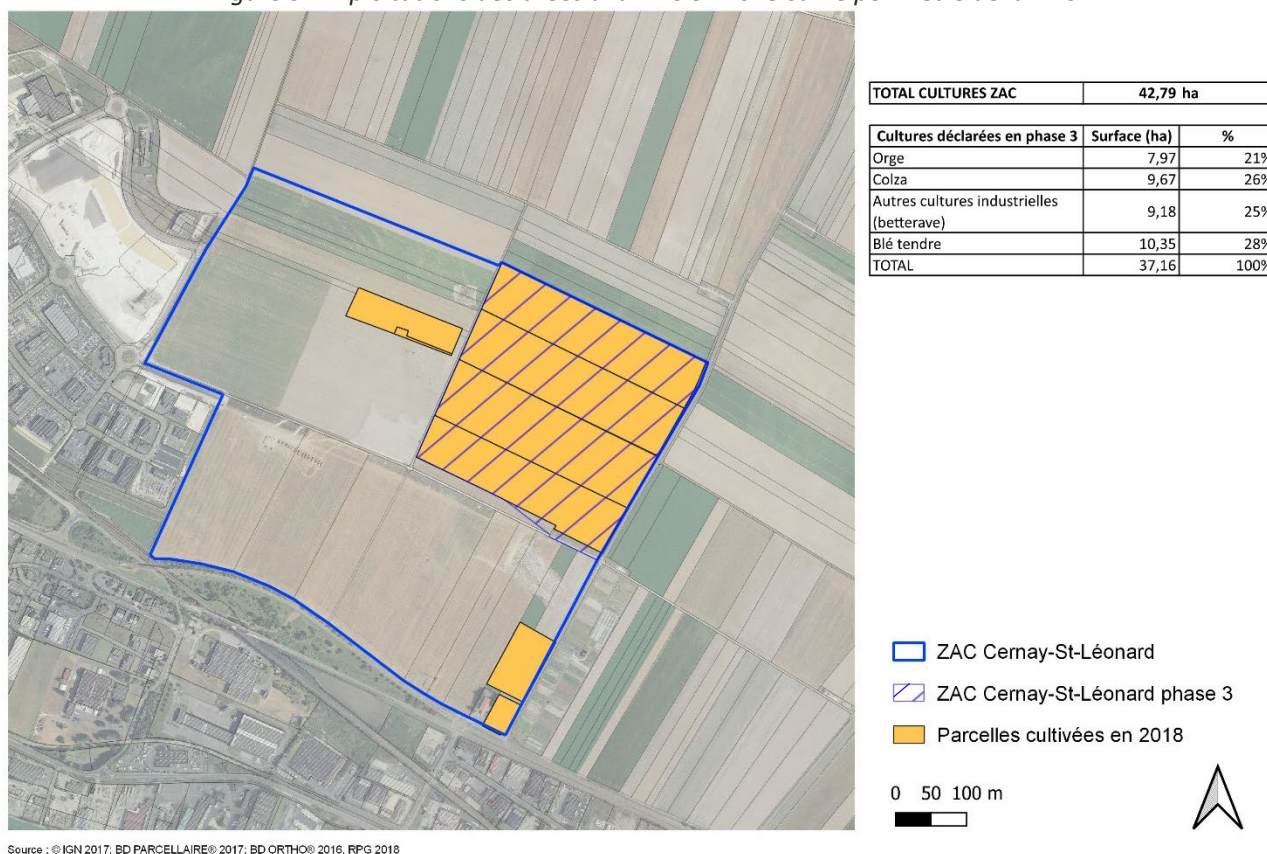 TOTAL CULTURES ZAC 42,79 ha
Cultures déclarées en phase 3 Surface (ha) %
Orge 7,97 21%
Colza 9,67 26%
Autres cultures industrielles
(betterave) 9,18 25%
Blé tendre 10,35 28%
TOTAL 37,16 100%
ZAC Cernay-St-Léonard
ZAC Cernay-St-Léonard phase 3
Parcelles cultivées en 2018
0 50 100 m
Source : © IGN 2017; BD PARCELLAIRE® 2017; BD ORTHO® 2016, RPG 2018